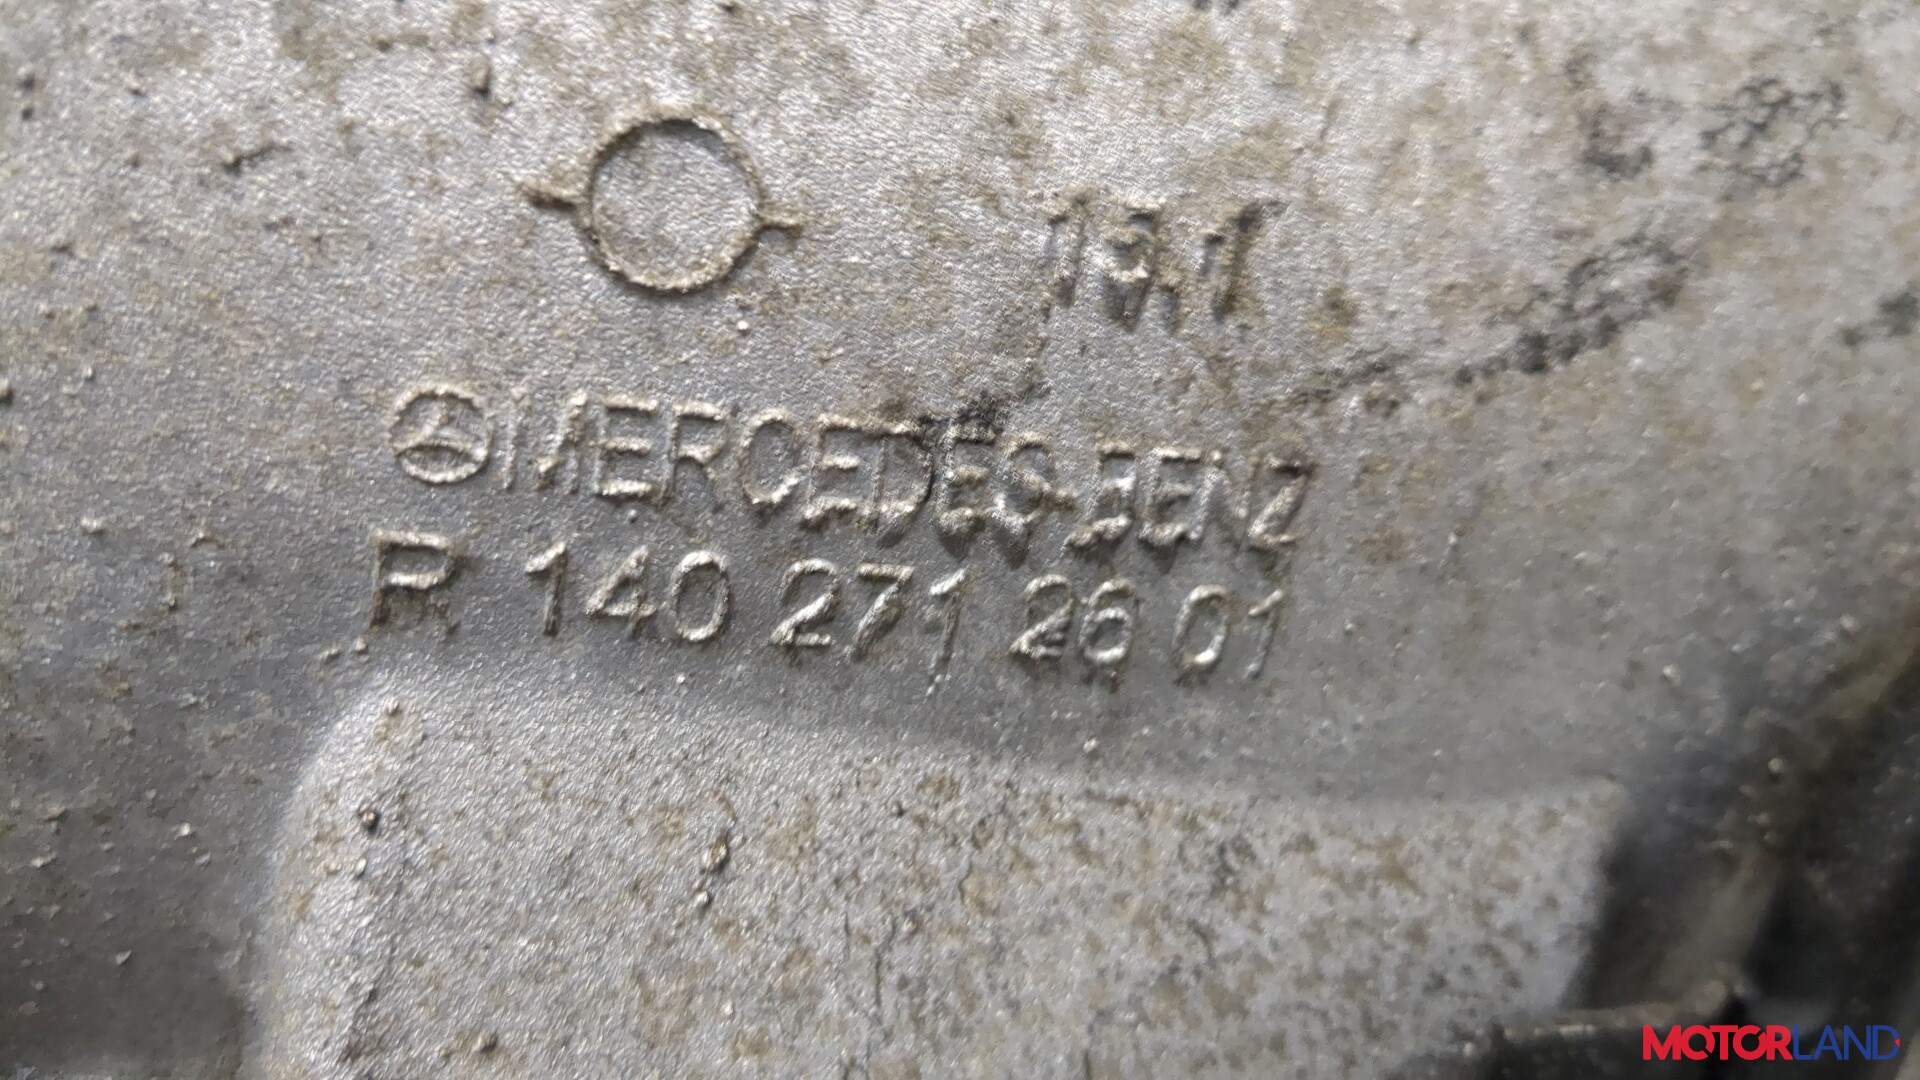 13.1
MERCEDES-BENZ
R 140 271 26 01
MOTORLAND